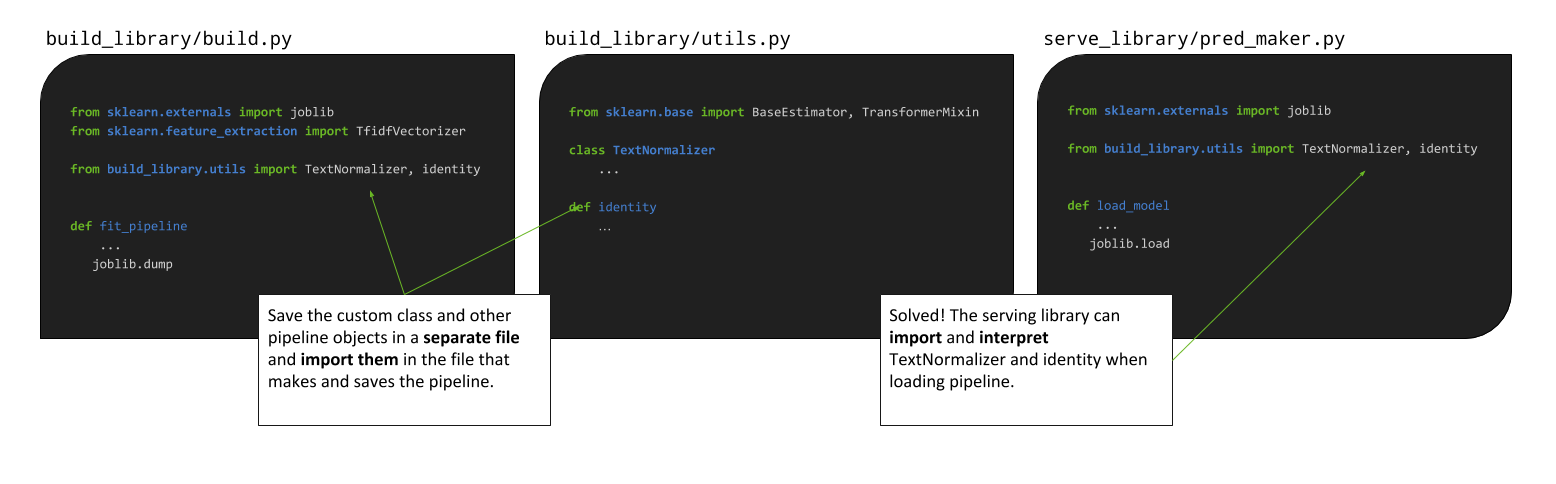 build_library/build.py
from sklearn.externals import joblib
from sklearn.feature_extraction import TfidfVectorizer
from build_library.utils import TextNormalizer, identity
def fit_pipeline
...
joblib.dump
Save the custom class and other
pipeline objects in a separate file
and import them in the file that
makes and saves the pipeline.
build_library/utils.py
from sklearn.base import BaseEstimator, TransformerMixin
class TextNormalizer
...
def identity
...
serve_library/pred_maker.py
from sklearn.externals import joblib
from build_library.utils import TextNormalizer, identity
def load_model
...
joblib.load
Solved! The serving library can
import and interpret
TextNormalizer and identity when
loading pipeline.